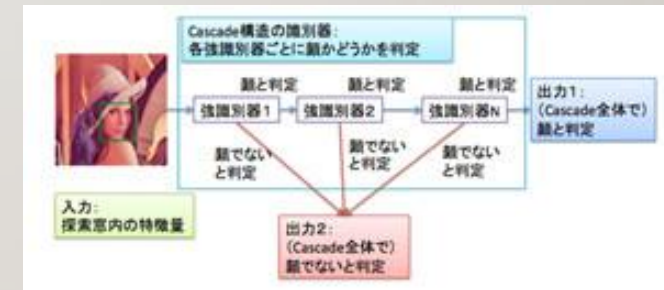 Cascade構造の識別器:
各強識別器ごとに顔かどうかを判定
顔と判定
顔と判定
顔と判定
強識別器1
強識別器2
強識別器N
出力1:
(Cascade全体で)
顔と判定
顔でない
と判定
顔でない
と判定
顔でない
と判定
入力:
探索窓内の特徴量
出力2:
(Cascade全体で)
顔でないと判定